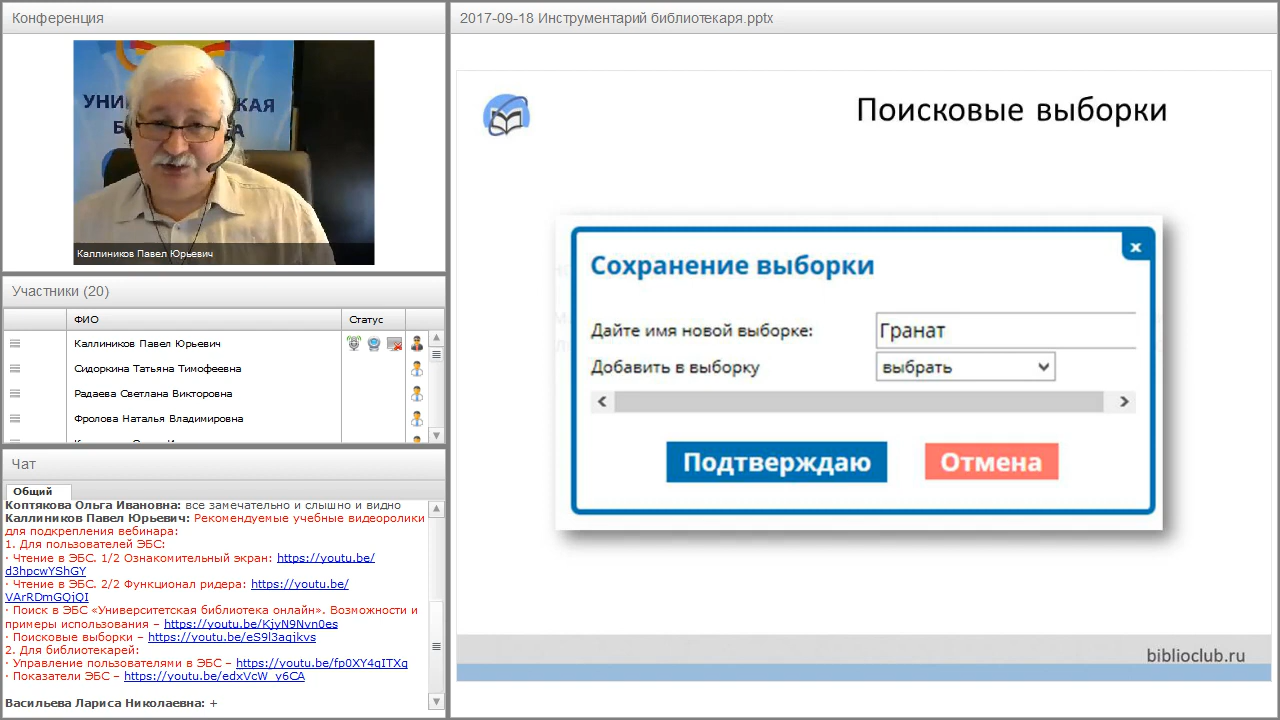 Конференция
УНИ
СКАЯ
Б
А
Каллиников Павел Юрьевич
Участники (20)
ФИО
Статус
Каллиников Павел Юрьевич
Сидоркина Татьяна Тимофеевна
Радаева Светлана Викторовна
Фролова Наталья Владимировна
Чат
Общий
Коптякова Ольга Ивановна: все замечательно и слышно и видно
Каллиников Павел Юрьевич: Рекомендуемые учебные видеоролики
для подкрепления вебинара:
1. Для пользователей ЭБС:
· Чтение в ЭБС. 1/2 Ознакомительный экран: https://youtu.be/
d3hpcwYShGY
· Чтение в ЭБС. 2/2 Функционал ридера: https://youtu.be/
VArRDmGQjQI
· Поиск в ЭБС «Университетская библиотека онлайн». Возможности и
примеры использования – https://youtu.be/KjyN9Nvn0es
· Поисковые выборки – https://youtu.be/eS9l3aqjkvs
2. Для библиотекарей:
· Управление пользователями в ЭБС – https://youtu.be/fp0XY4qITXg
· Показатели ЭБС – https://youtu.be/edxVcW_y6CA
Васильева Лариса Николаевна: +
2017-09-18 Инструментарий библиотекаря.pptx
Поисковые выборки
x
Сохранение выборки
Дайте имя новой выборке: Гранат
Добавить в выборку выбрать
Подтверждаю Отмена
biblioclub.ru